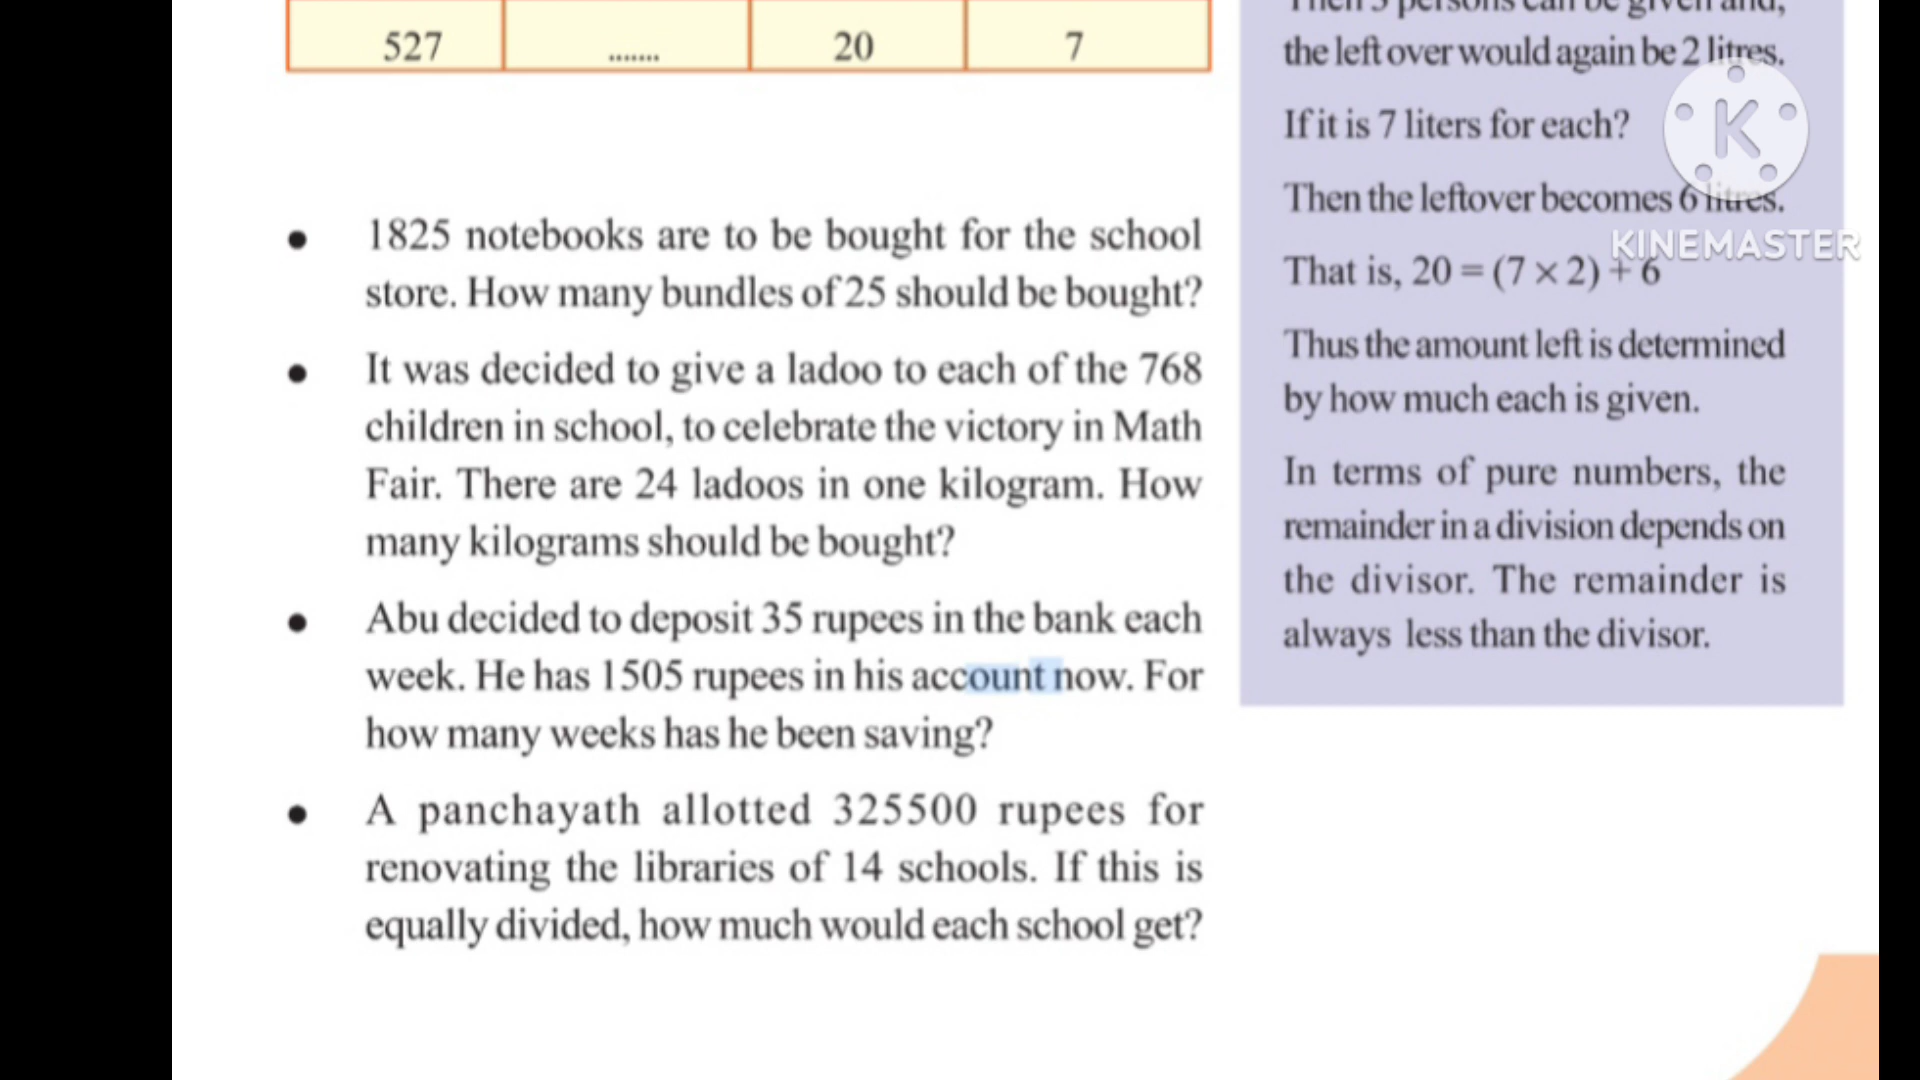 527 ....... 20 7
1825 notebooks are to be bought for the school
store. How many bundles of 25 should be bought?
It was decided to give a ladoo to each of the 768
children in school, to celebrate the victory in Math
Fair. There are 24 ladoos in one kilogram. How
many kilograms should be bought?
Abu decided to deposit 35 rupees in the bank each
week. He has 1505 rupees in his account now. For
how many weeks has he been saving?
A panchayath allotted 325500 rupees for
renovating the libraries of 14 schools. If this is
equally divided, how much would each school get?
persons can be given and,
the left over would again be 2 litres.
If it is 7 liters for each?
Then the leftover becomes 6 litres.
That is, 20 = (7 × 2) + 6
Thus the amount left is determined
by how much each is given.
In terms of pure numbers, the
remainder in a division depends on
the divisor. The remainder is
always less than the divisor.
K
KINEMASTER